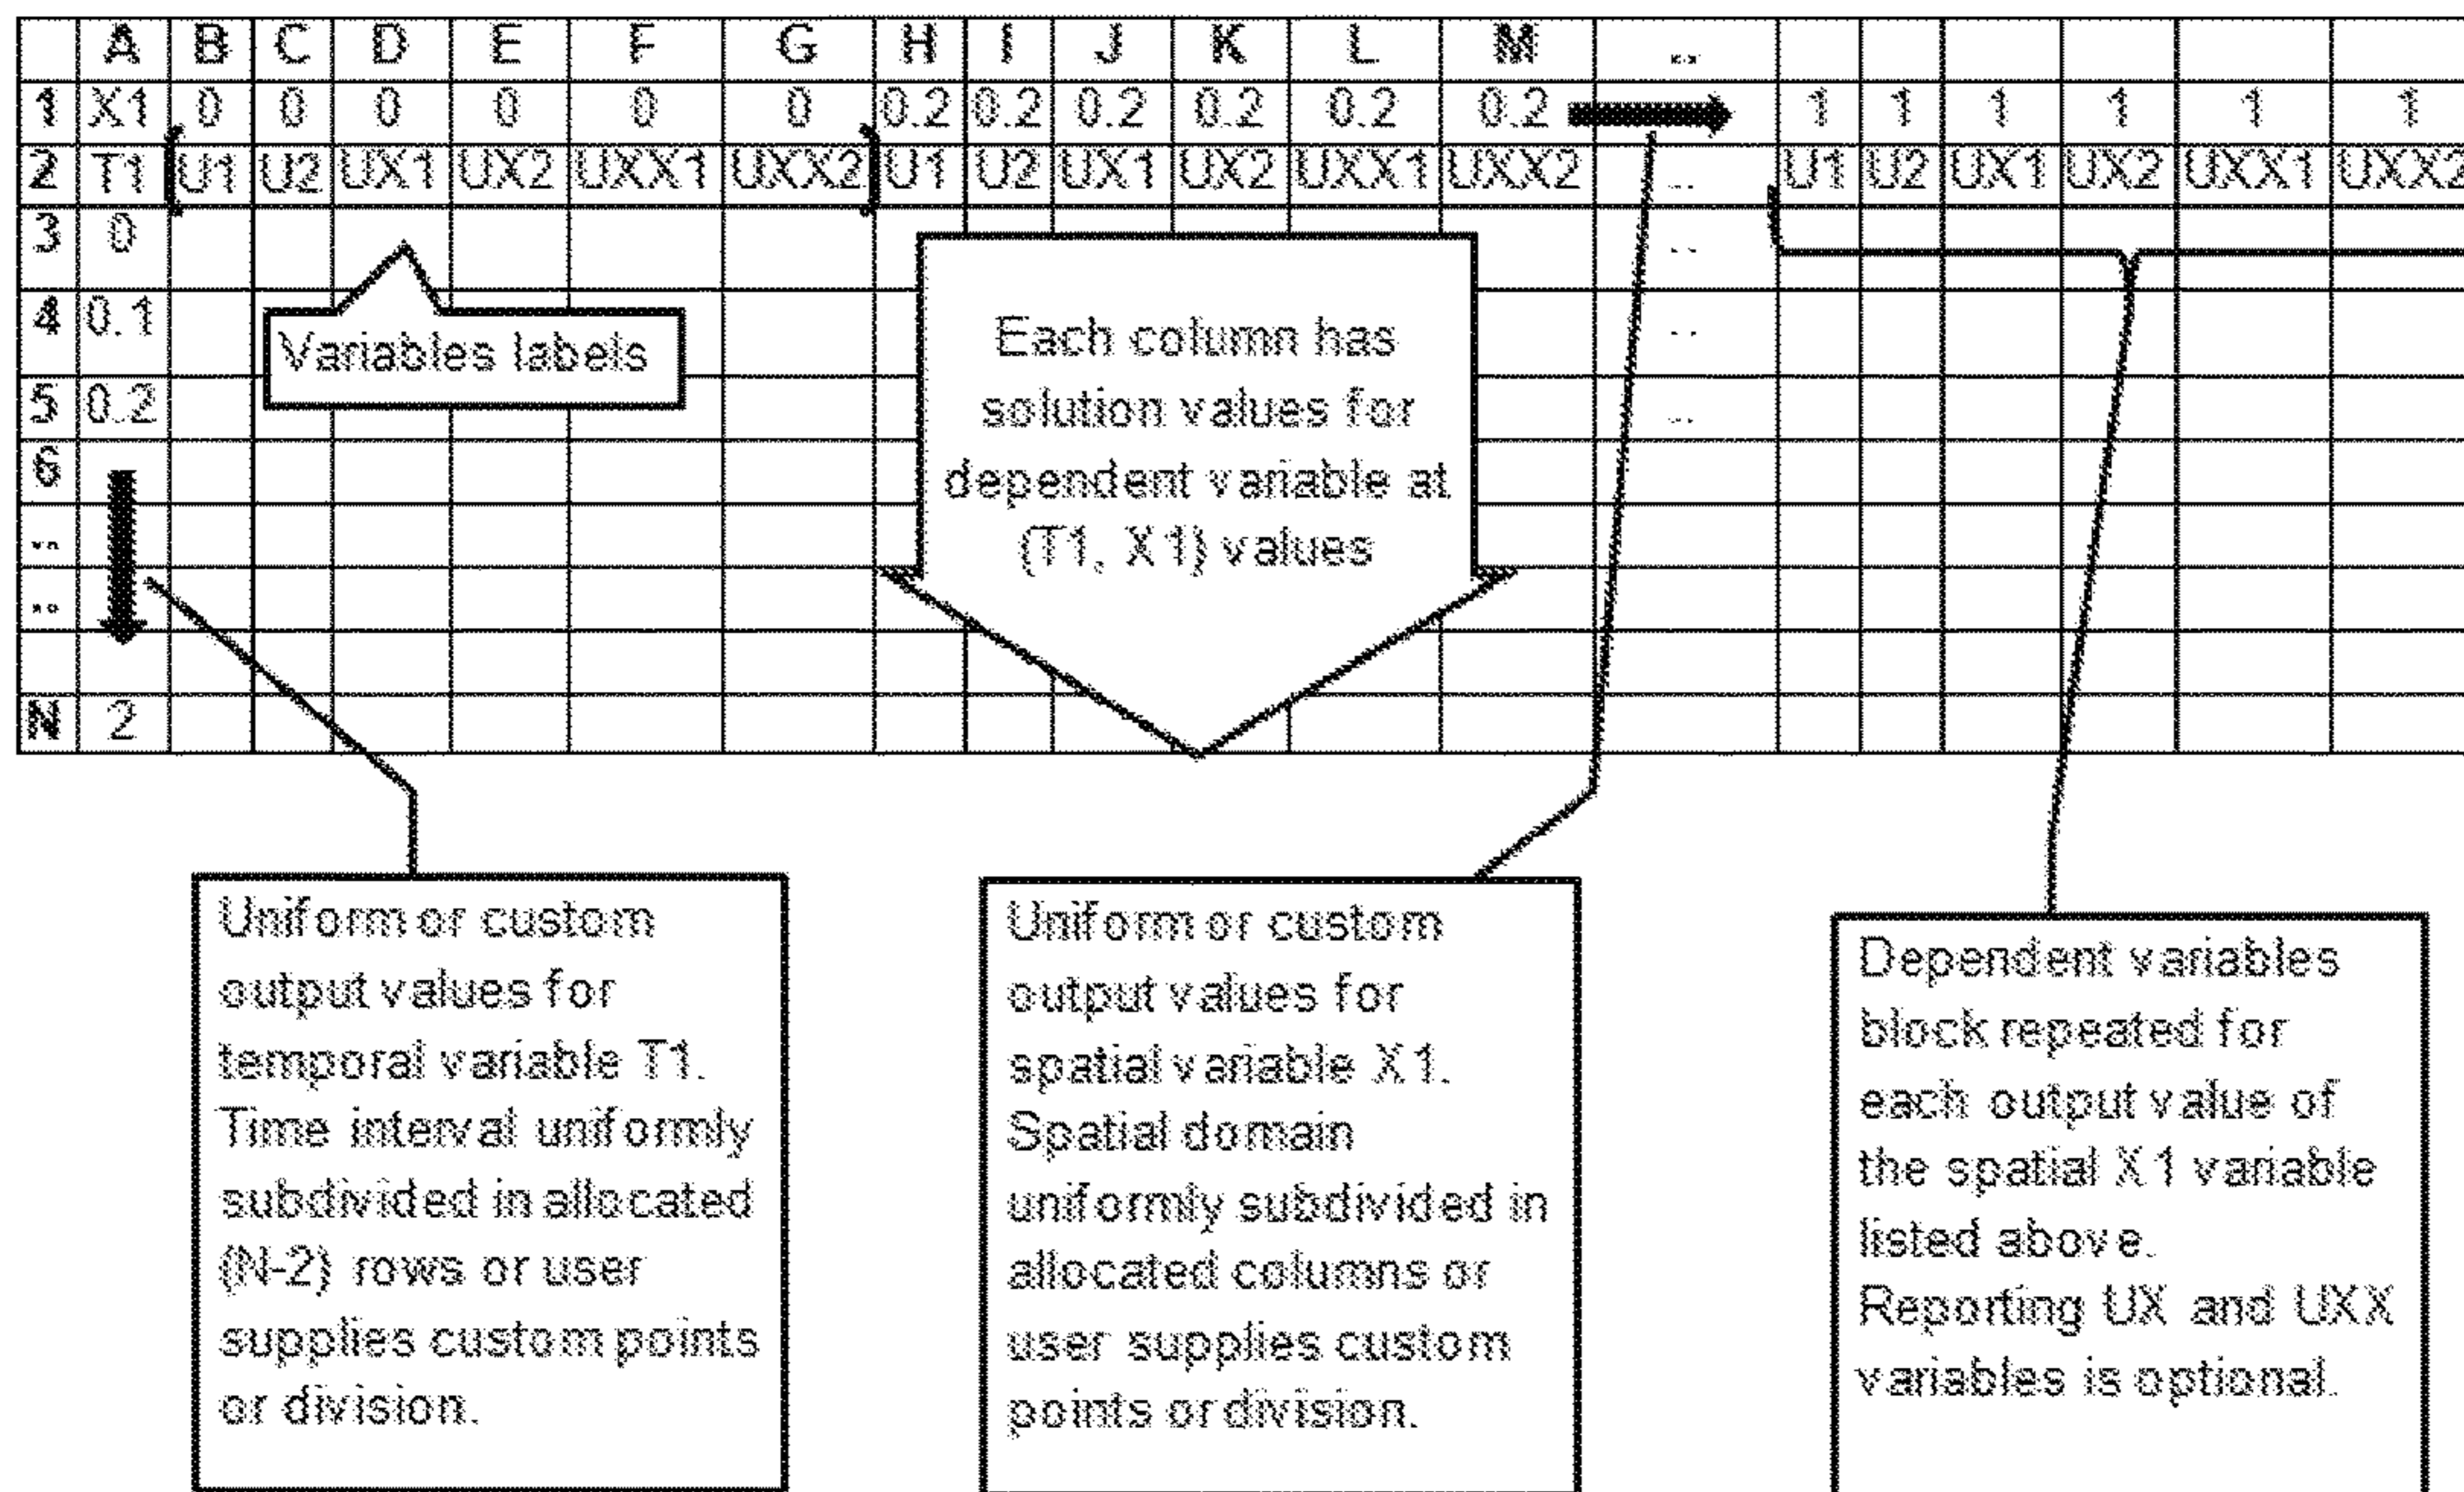 A B C D E F G H I J K L M ..
1 X1 0 0 0 0 0 0 0.2 0.2 0.2 0.2 0.2 0.2 1 1 1 1 1 1
2 T1 U1 U2 UX1 UX2 UXX1 UXX2 U1 U2 UX1 UX2 UXX1 UXX2 .. U1 U2 UX1 UX2 UXX1 UXX2
3 0 ..
4 0.1 ..
5 0.2 ..
6
..
..
N 2
Variables labels
Each column has
solution values for
dependent variable at
(T1, X1) values
Uniform or custom
output values for
temporal variable T1.
Time interval uniformly
subdivided in allocated
(N-2) rows or user
supplies custom points
or division.
Uniform or custom
output values for
spatial variable X1.
Spatial domain
uniformly subdivided in
allocated columns or
user supplies custom
points or division.
Dependent variables
block repeated for
each output value of
the spatial X1 variable
listed above.
Reporting UX and UXX
variables is optional.